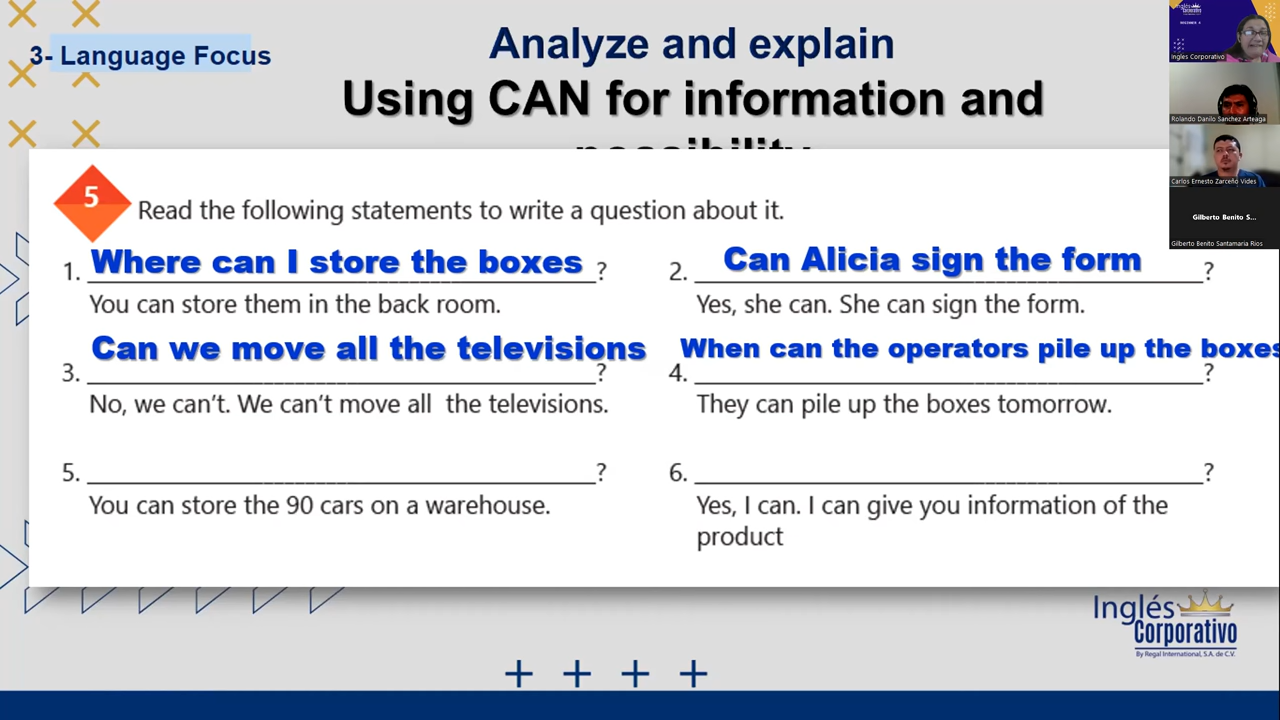 3- Language Focus
Analyze and explain
Using CAN for information and
possibility
5
Read the following statements to write a question about it.
1. Where can I store the boxes ?
You can store them in the back room.
2. Can Alicia sign the form ?
Yes, she can. She can sign the form.
3. Can we move all the televisions ?
No, we can't. We can't move all the televisions.
4. When can the operators pile up the boxes ?
They can pile up the boxes tomorrow.
5. ?
You can store the 90 cars on a warehouse.
6. ?
Yes, I can. I can give you information of the
product
Inglés
Corporativo
By Regal International, S.A. de C.V.
Ingles Corporativo
Rolando Danilo Sanchez Arteaga
Carlos Ernesto Zarceño Vides
Gilberto Benito S...
Gilberto Benito Santamaria Rios